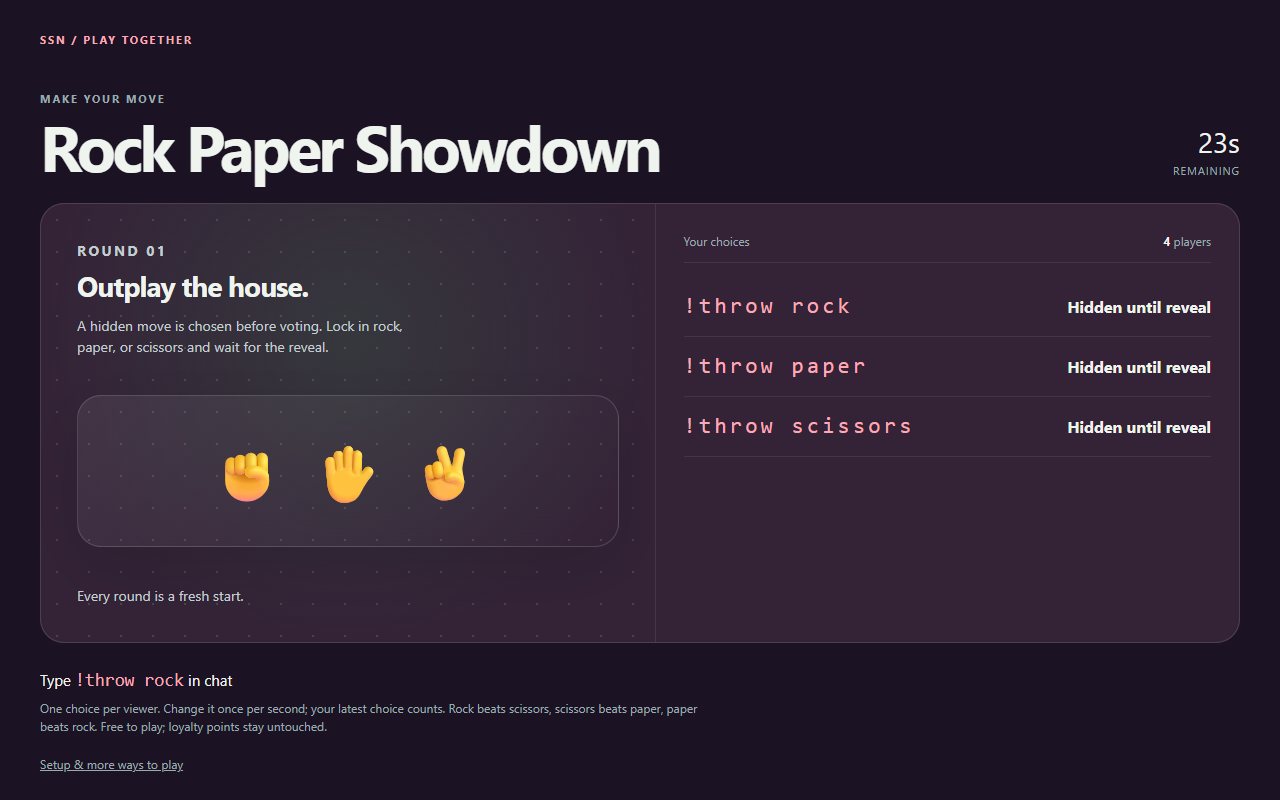 SSN / PLAY TOGETHER
MAKE YOUR MOVE
Rock Paper Showdown
23s
REMAINING
ROUND 01
Outplay the house.
A hidden move is chosen before voting. Lock in rock,
paper, or scissors and wait for the reveal.
Every round is a fresh start.
Your choices
4 players
!throw rock
Hidden until reveal
!throw paper
Hidden until reveal
!throw scissors
Hidden until reveal
Type !throw rock in chat
One choice per viewer. Change it once per second; your latest choice counts. Rock beats scissors, scissors beats paper, paper
beats rock. Free to play; loyalty points stay untouched.
Setup & more ways to play